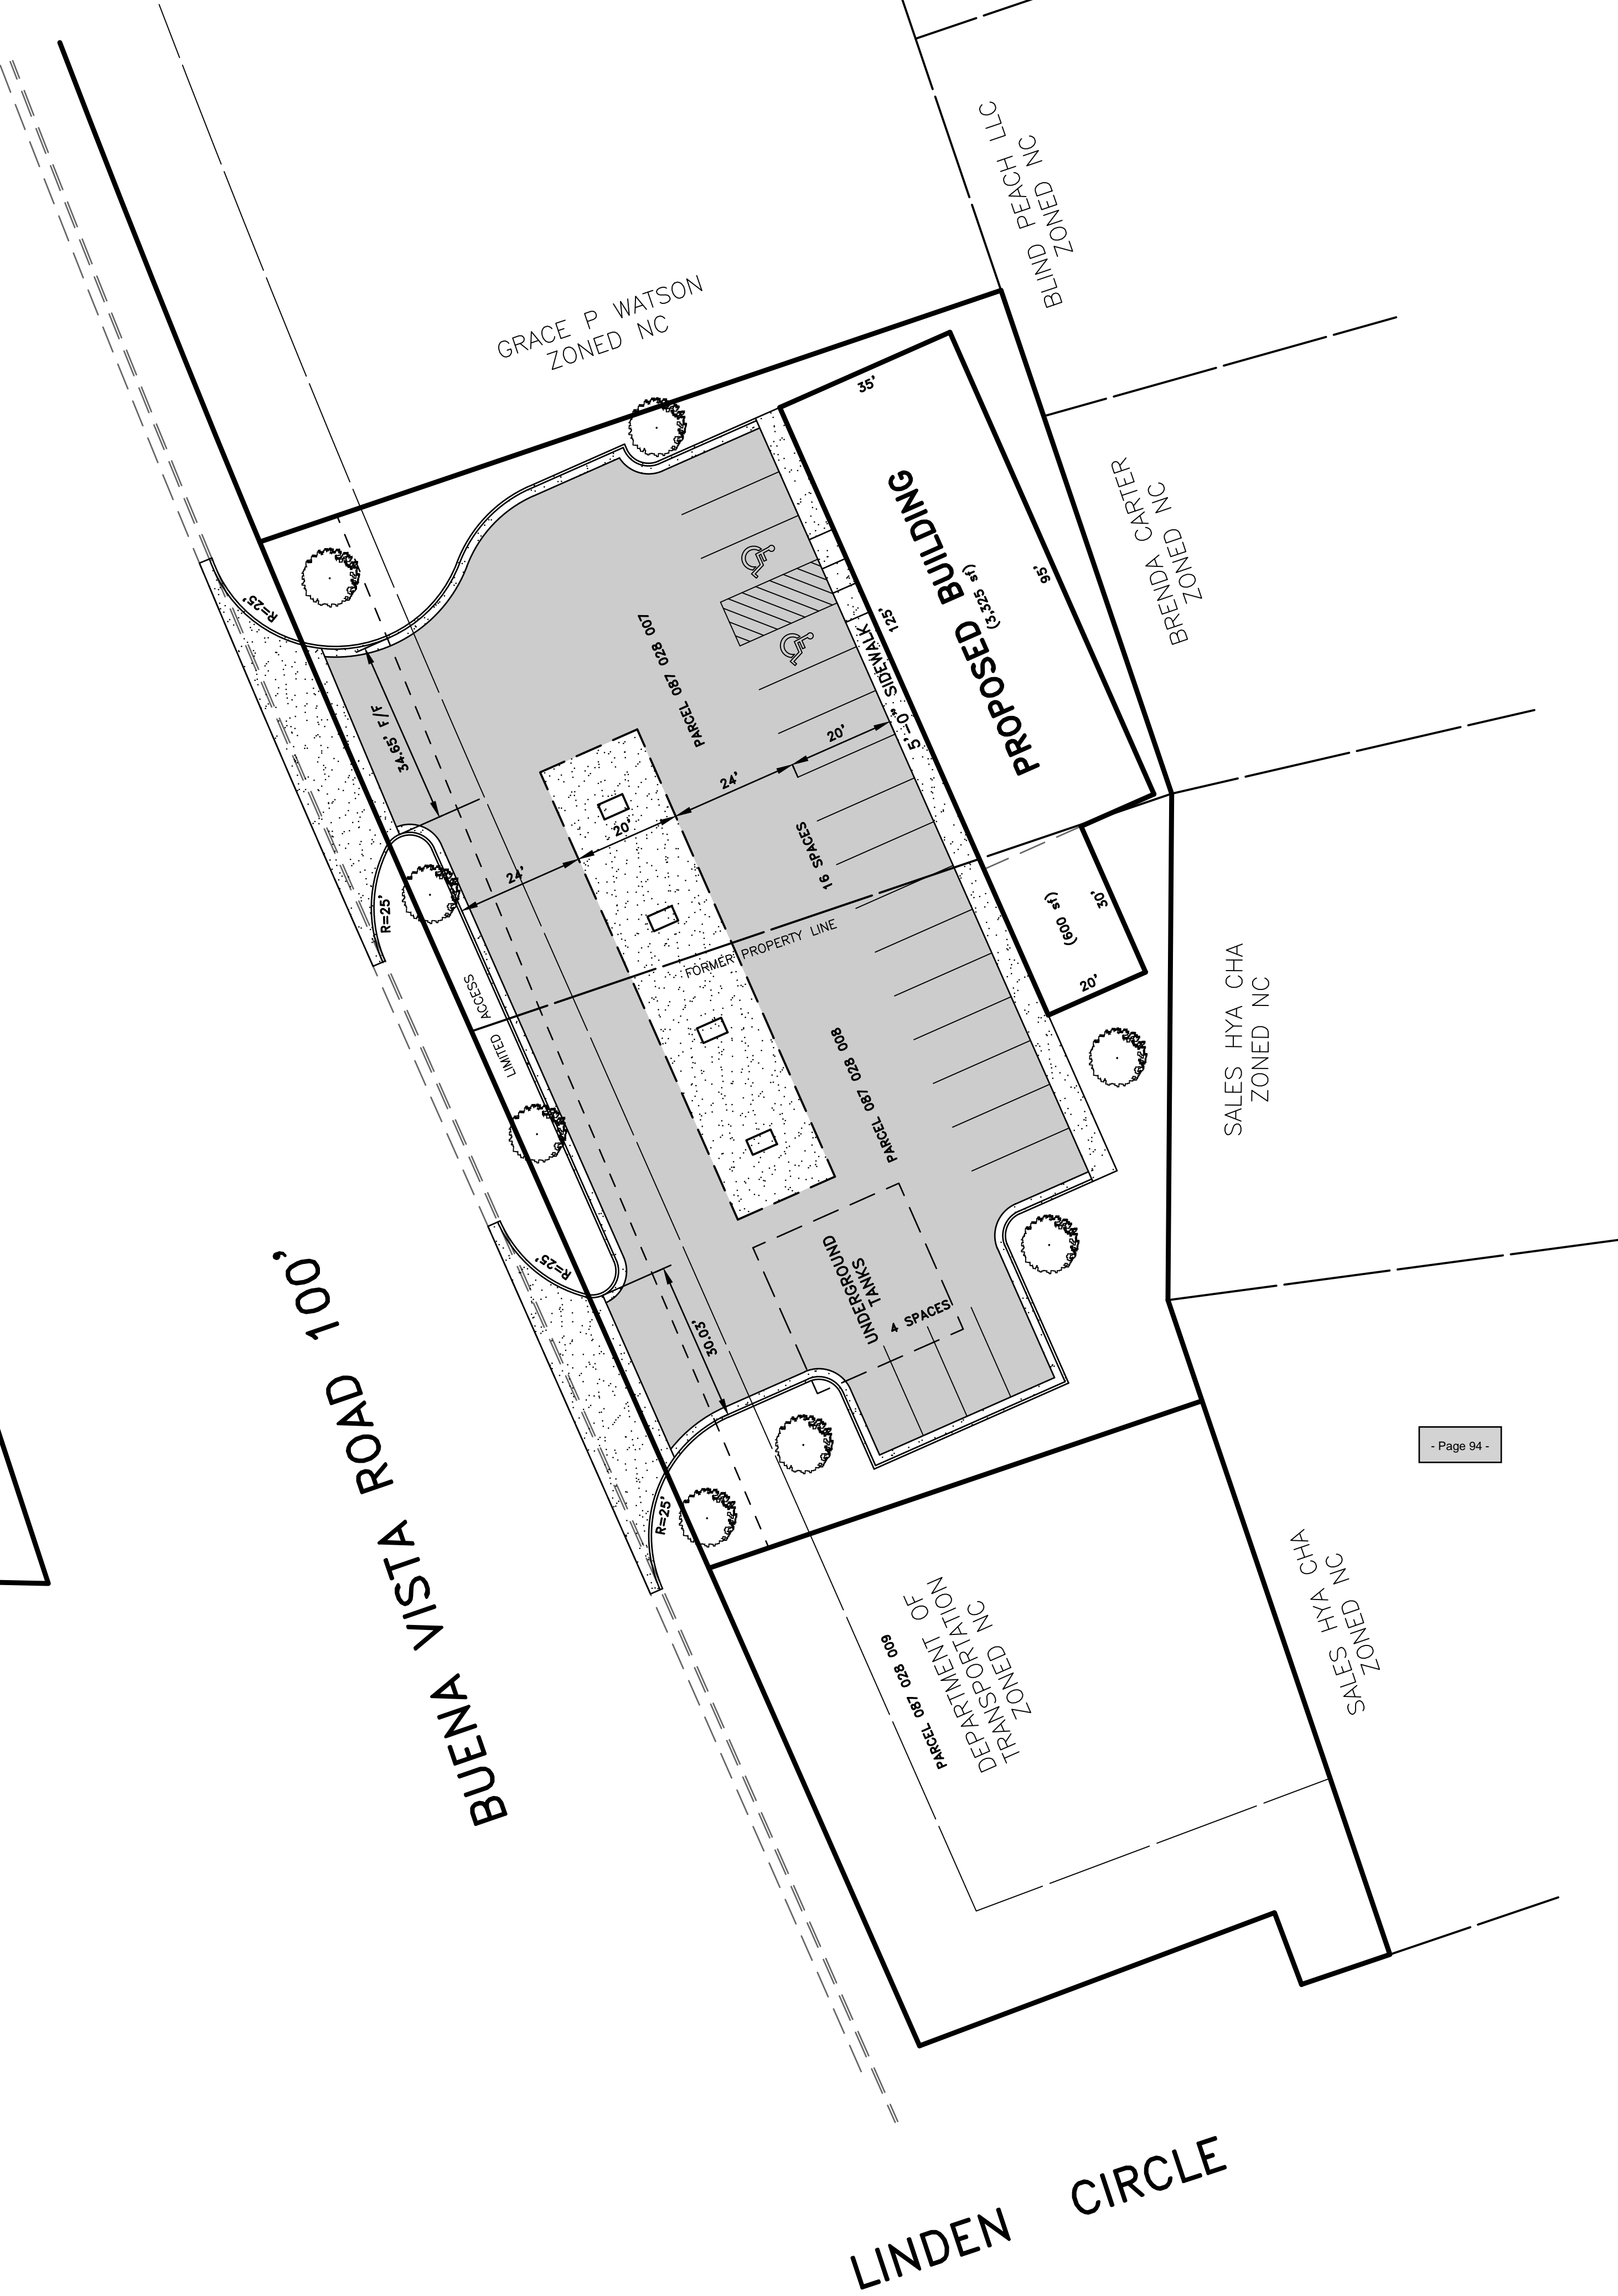 BLIND PEACH LLC
ZONED NC
GRACE P WATSON
ZONED NC
35'
PROPOSED BUILDING
(3,325 sf)
95'
125'
BRENDA CARTER
ZONED NC
R=25'
PARCEL 087 028 007
5'-0" SIDEWALK
34.65' F/F
20'
24'
20'
24'
16 SPACES
R=25'
(600 sf)
30'
20'
FORMER PROPERTY LINE
LIMITED ACCESS
SALES HYA CHA
ZONED NC
PARCEL 087 028 008
R=25'
UNDERGROUND
TANKS
4 SPACES
30.03'
BUENA VISTA ROAD 100'
R=25'
- Page 94 -
SALES HYA CHA
ZONED NC
DEPARTMENT OF
TRANSPORTATION
ZONED NC
PARCEL 087 028 009
LINDEN CIRCLE